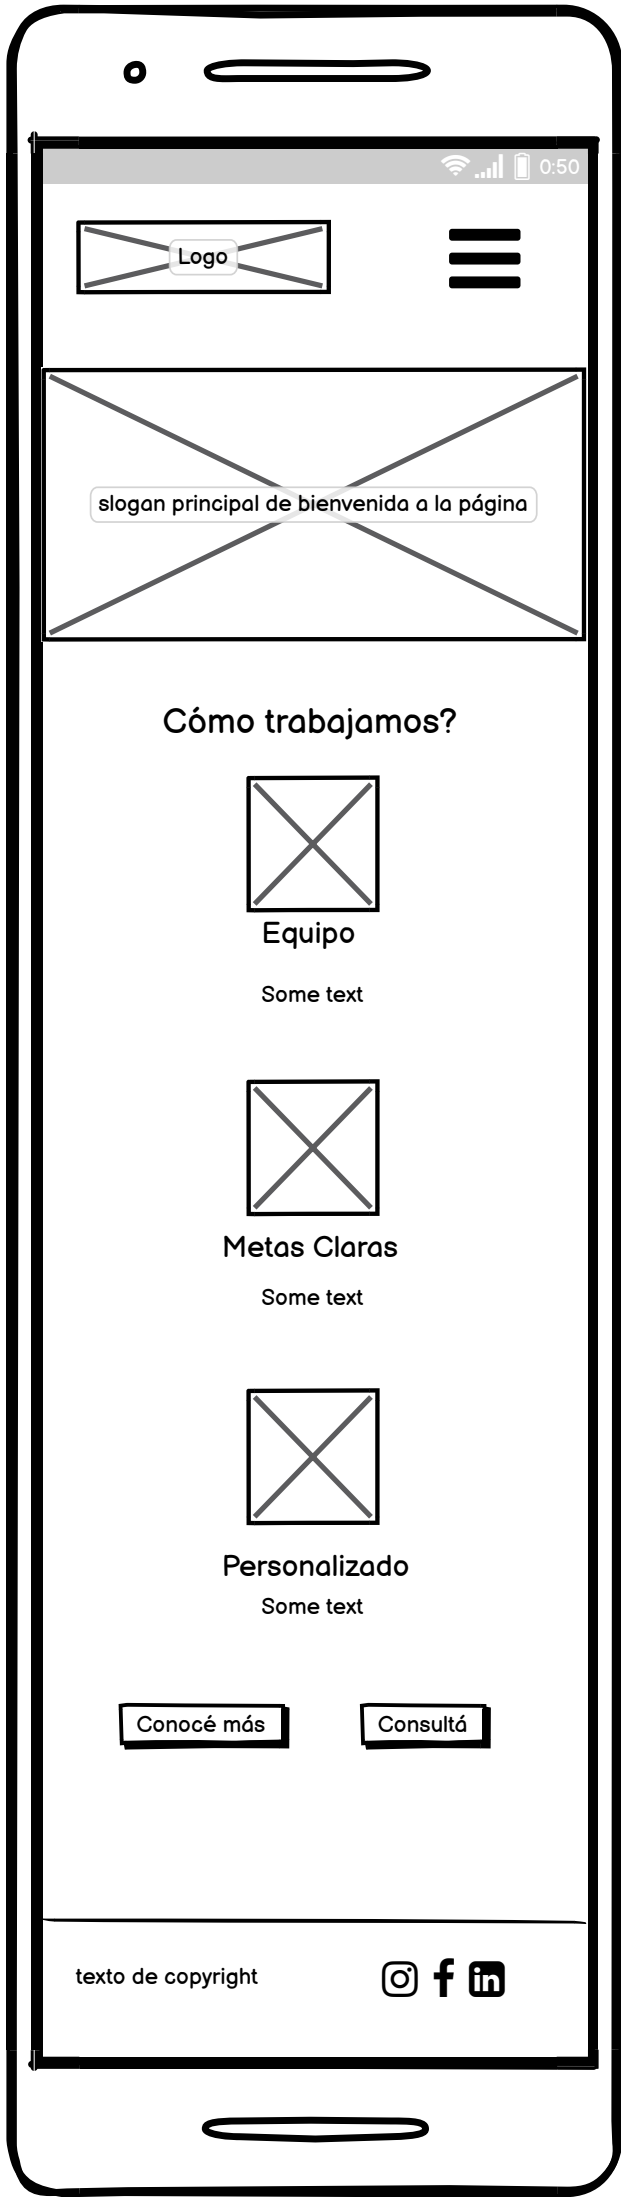 0:50
Logo
slogan principal de bienvenida a la página
Cómo trabajamos?
Equipo
Some text
Metas Claras
Some text
Personalizado
Some text
Conocé más
Consultá
texto de copyright
in